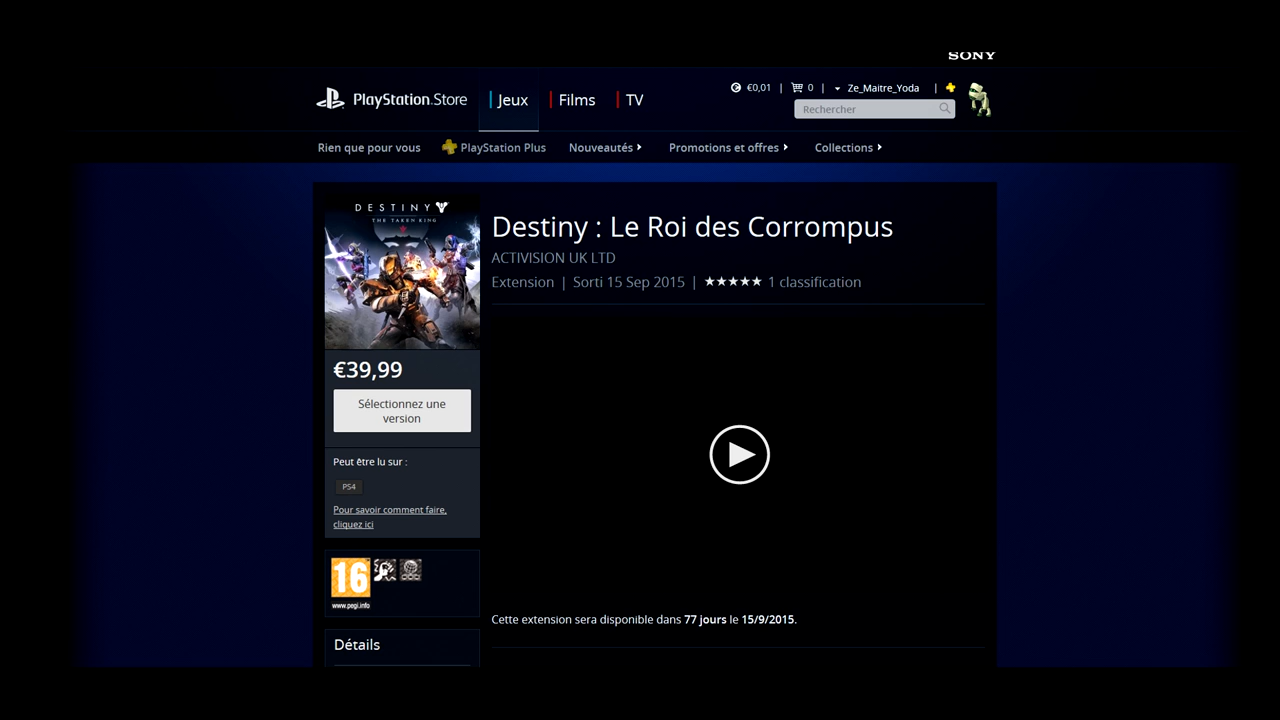 SONY
PlayStation.Store
Jeux
Films
TV
€0,01 | 0 | Ze_Maitre_Yoda |
Rechercher
Rien que pour vous
PlayStation Plus
Nouveautés
Promotions et offres
Collections
DESTINY
THE TAKEN KING
Destiny : Le Roi des Corrompus
ACTIVISION UK LTD
Extension | Sorti 15 Sep 2015 | ★★★★★ 1 classification
€39,99
Sélectionnez une
version
Peut être lu sur :
PS4
Pour savoir comment faire,
cliquez ici
16
www.pegi.info
Cette extension sera disponible dans 77 jours le 15/9/2015.
Détails